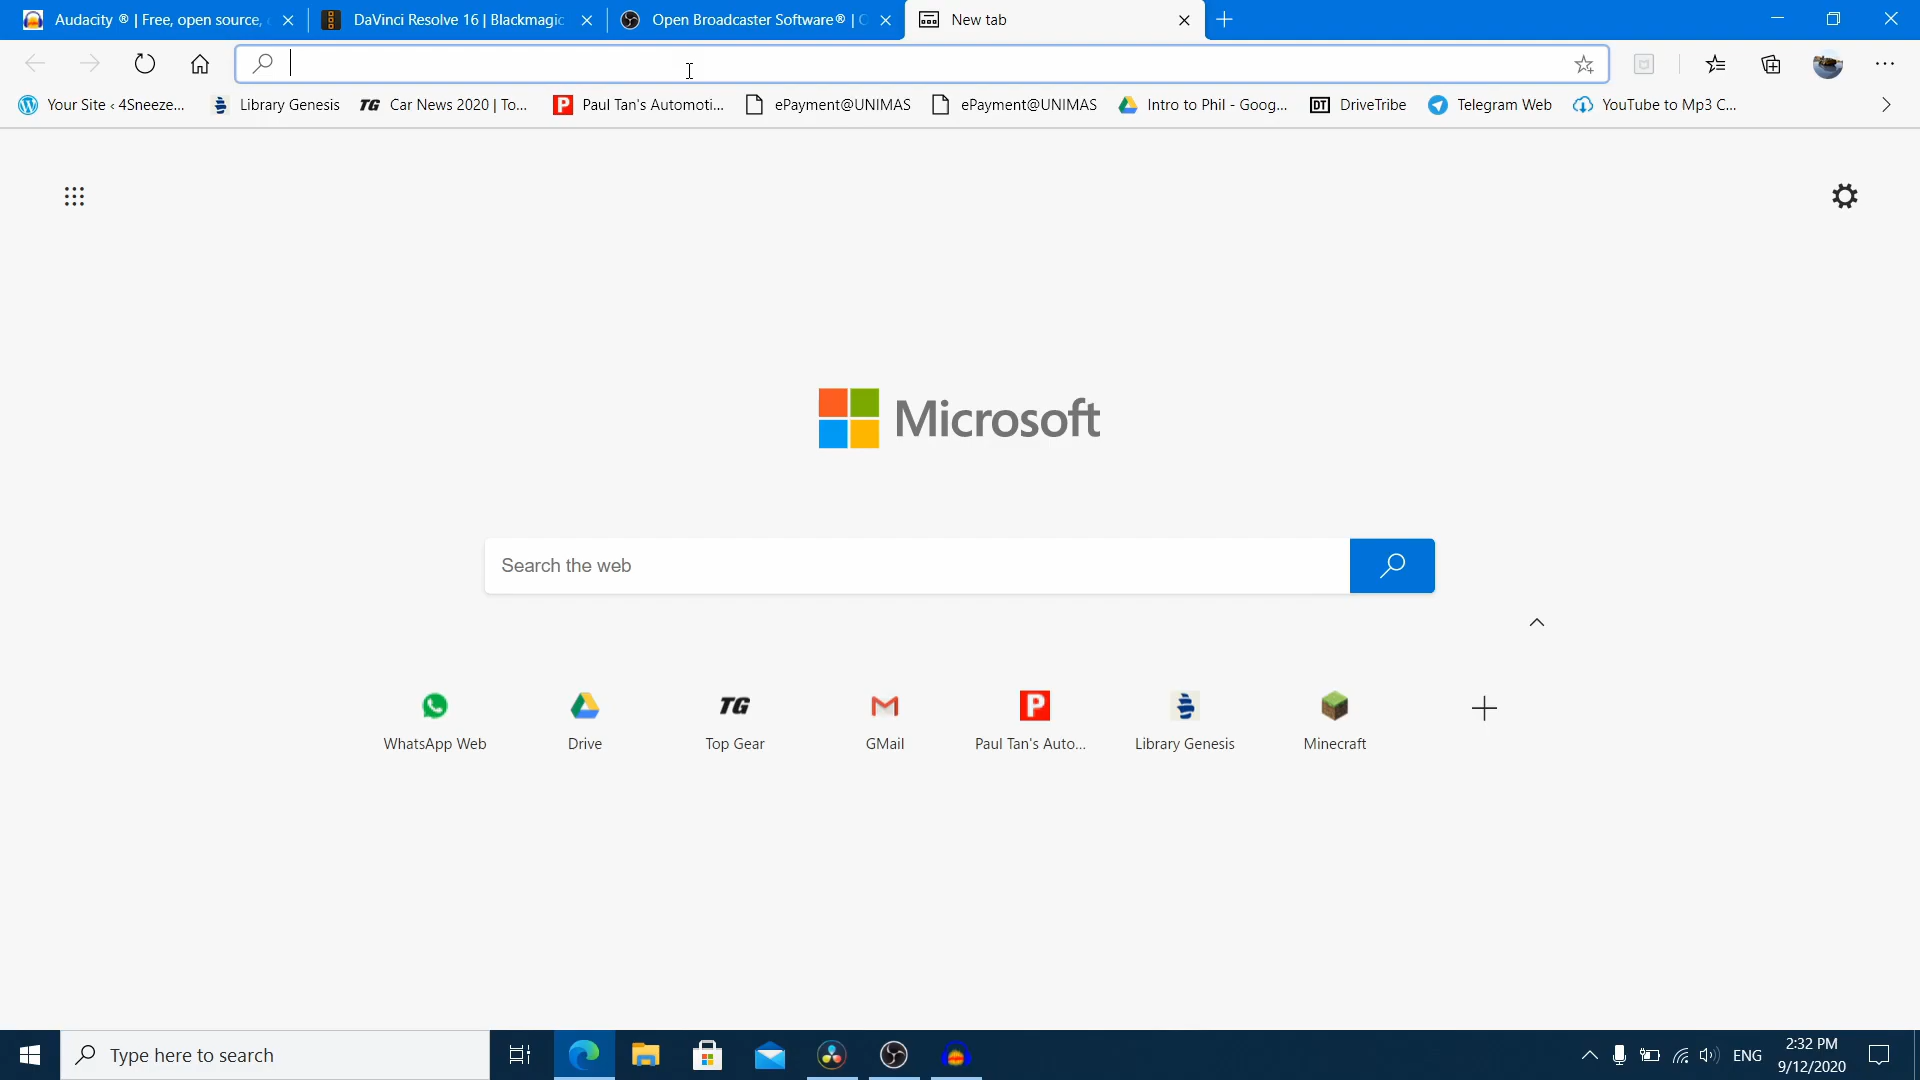 Audacity ® | Free, open source,
DaVinci Resolve 16 | Blackmagic
Open Broadcaster Software® |
New tab
Your Site ‹ 4Sneeze...
Library Genesis
TG Car News 2020 | To...
P Paul Tan's Automoti...
ePayment@UNIMAS
ePayment@UNIMAS
Intro to Phil - Goog...
DT DriveTribe
Telegram Web
YouTube to Mp3 C...
Microsoft
Search the web
WhatsApp Web
Drive
TG
Top Gear
GMail
P
Paul Tan's Auto...
Library Genesis
Minecraft
Type here to search
ENG
2:32 PM
9/12/2020